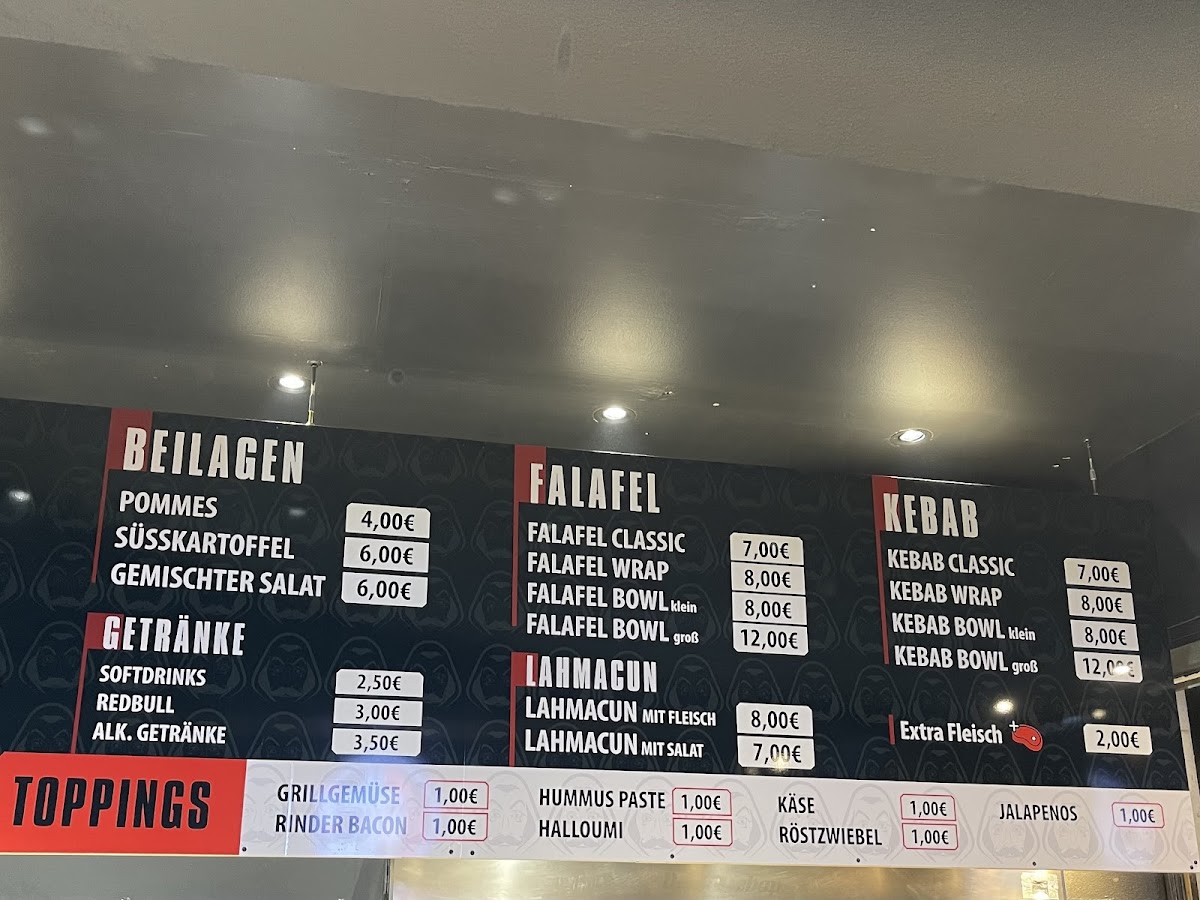 BEILAGEN
POMMES 4,00€
SÜSSKARTOFFEL 6,00€
GEMISCHTER SALAT 6,00€
GETRÄNKE
SOFTDRINKS 2,50€
REDBULL 3,00€
ALK. GETRÄNKE 3,50€
FALAFEL
FALAFEL CLASSIC 7,00€
FALAFEL WRAP 8,00€
FALAFEL BOWL klein 8,00€
FALAFEL BOWL groß 12,00€
LAHMACUN
LAHMACUN MIT FLEISCH 8,00€
LAHMACUN MIT SALAT 7,00€
KEBAB
KEBAB CLASSIC 7,00€
KEBAB WRAP 8,00€
KEBAB BOWL klein 8,00€
KEBAB BOWL groß 12,00€
Extra Fleisch + 2,00€
TOPPINGS
GRILLGEMÜSE 1,00€
RINDER BACON 1,00€
HUMMUS PASTE 1,00€
HALLOUMI 1,00€
KÄSE 1,00€
RÖSTZWIEBEL 1,00€
JALAPENOS 1,00€